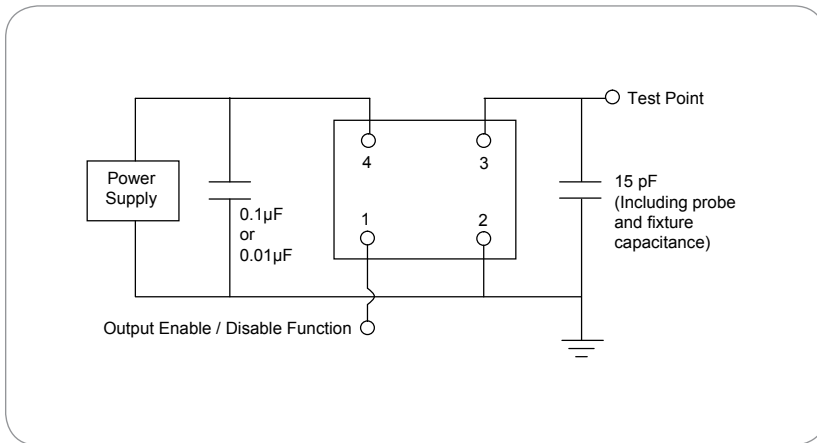 Test Point
4
3
Power
Supply
15 pF
(Including probe
and fixture
capacitance)
0.1µF
or
0.01µF
1
2
Output Enable / Disable Function